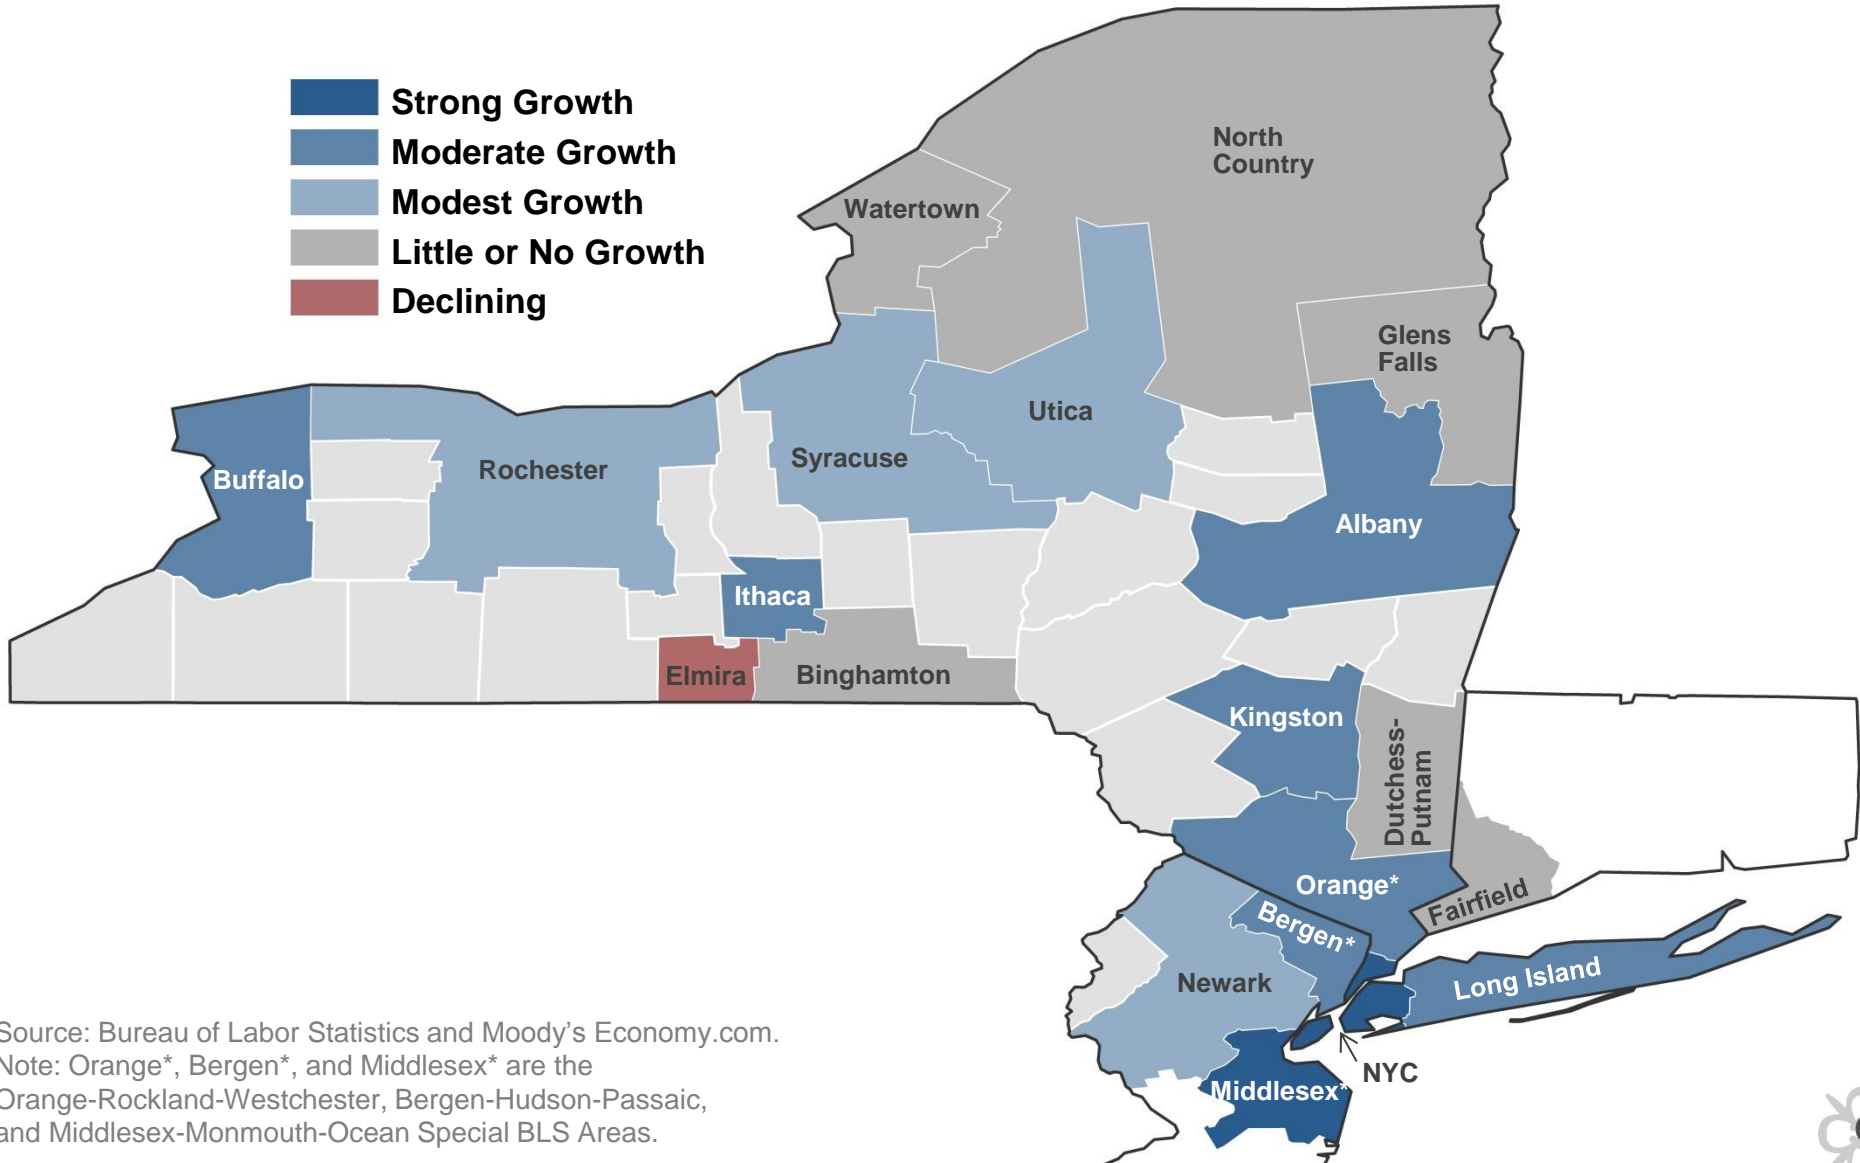 Strong Growth
Moderate Growth
Modest Growth
Little or No Growth
Declining
North
Country
Watertown
Glens
Falls
Utica
Syracuse
Rochester
Buffalo
Albany
Ithaca
Elmira
Binghamton
Kingston
Dutchess-
Putnam
Orange*
Fairfield
Bergen*
Newark
Long Island
NYC
Middlesex*
Source: Bureau of Labor Statistics and Moody’s Economy.com.
Note: Orange*, Bergen*, and Middlesex* are the
Orange-Rockland-Westchester, Bergen-Hudson-Passaic,
and Middlesex-Monmouth-Ocean Special BLS Areas.